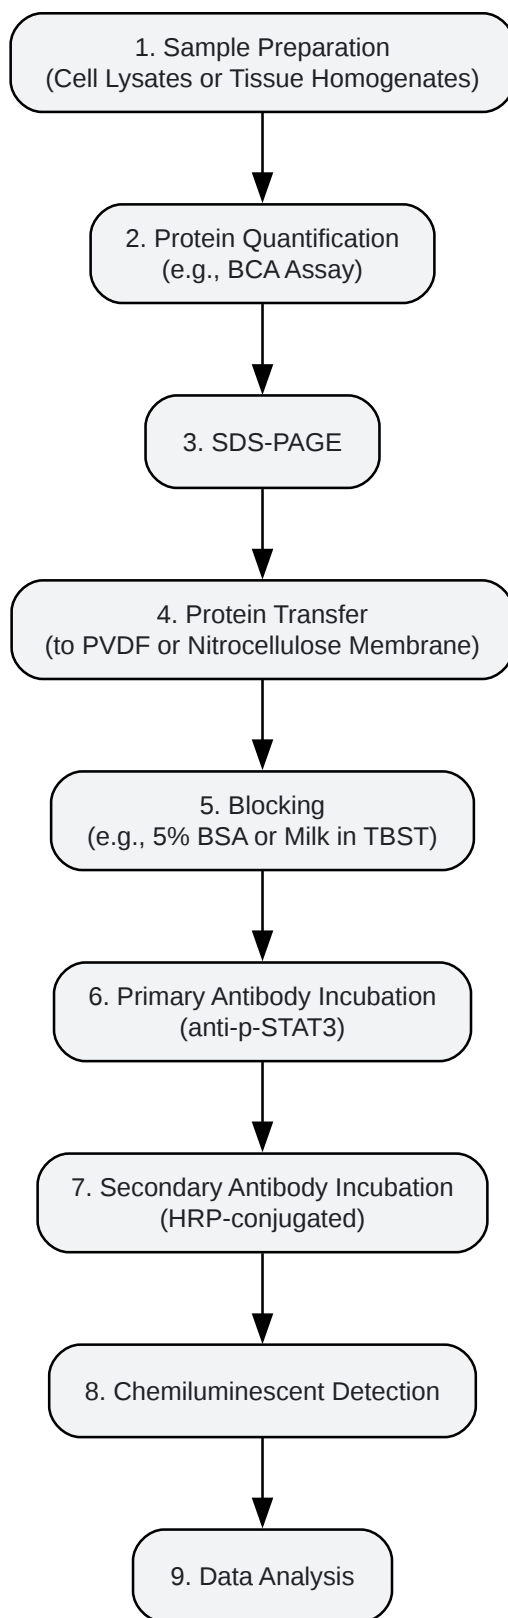 1. Sample Preparation
(Cell Lysates or Tissue Homogenates)
2. Protein Quantification
(e.g., BCA Assay)
3. SDS-PAGE
4. Protein Transfer
(to PVDF or Nitrocellulose Membrane)
5. Blocking
(e.g., 5% BSA or Milk in TBST)
6. Primary Antibody Incubation
(anti-p-STAT3)
7. Secondary Antibody Incubation
(HRP-conjugated)
8. Chemiluminescent Detection
9. Data Analysis